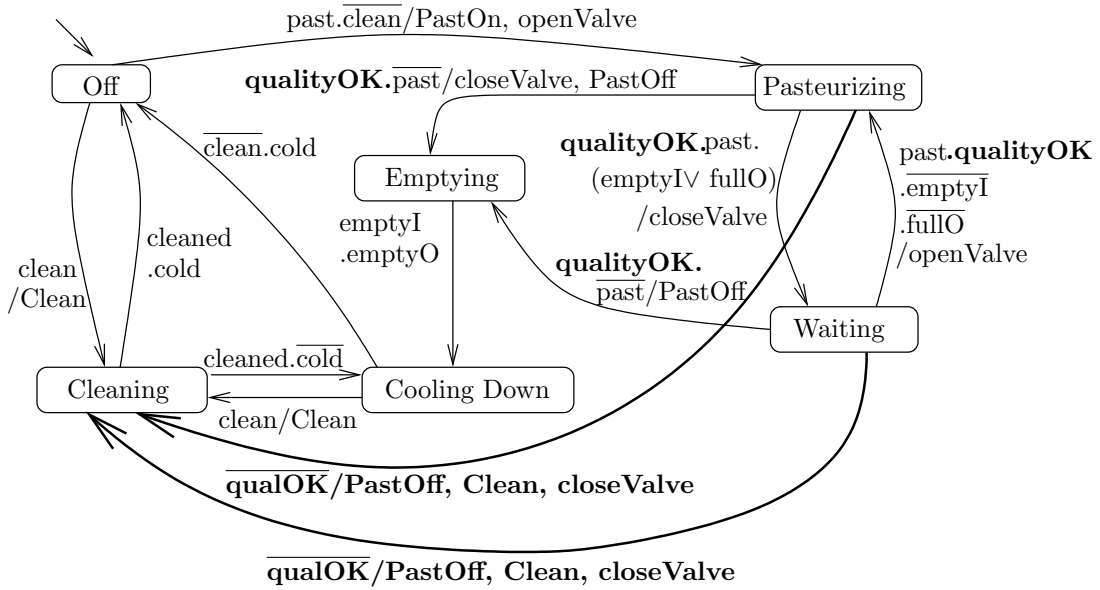 past.clean/PastOn, openValve
Off
qualityOK.past/closeValve, PastOff
Pasteurizing
clean.cold
qualityOK.past.
(emptyI∨ fullO)
/closeValve
past.qualityOK
.emptyI
.fullO
/openValve
Emptying
emptyI
.emptyO
cleaned
.cold
clean
/Clean
qualityOK.
past/PastOff
Waiting
cleaned.cold
Cleaning
Cooling Down
clean/Clean
qualOK/PastOff, Clean, closeValve
qualOK/PastOff, Clean, closeValve